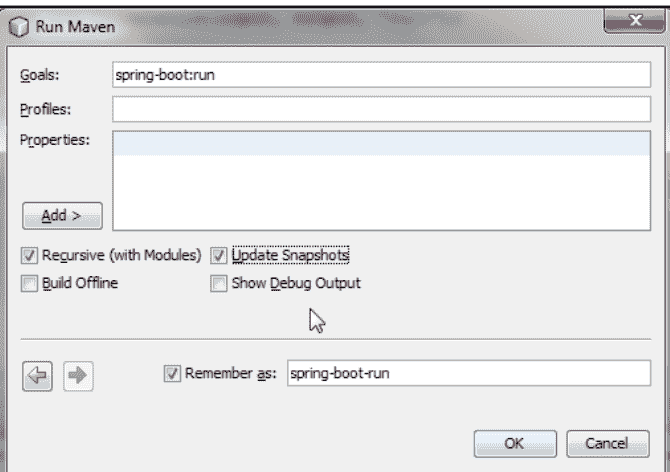 Run Maven
Goals: spring-boot:run
Profiles:
Properties:
Add >
Recursive (with Modules) Update Snapshots
Build Offline Show Debug Output
Remember as: spring-boot-run
OK Cancel